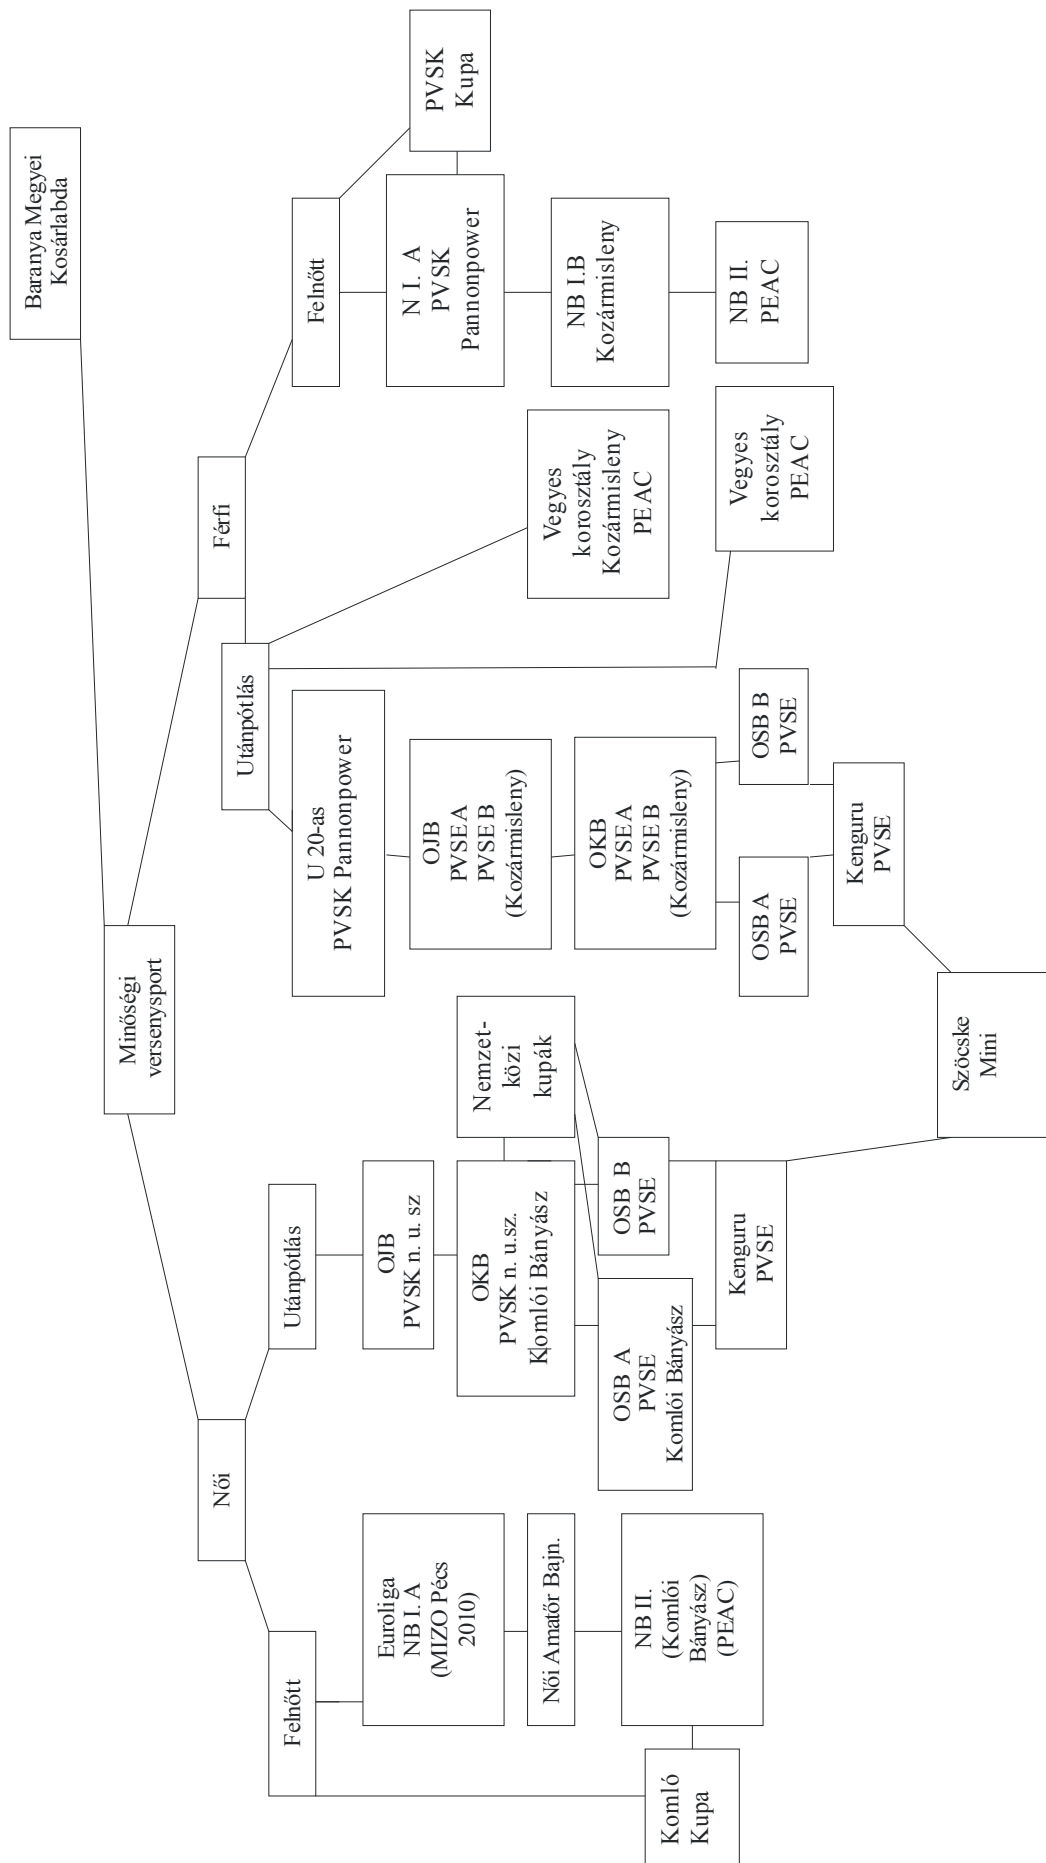 Baranya Megyei
Kosárlabda
Minőségi
versenysport
Női
Férfi
Felnőtt
Utánpótlás
Utánpótlás
Felnőtt
Euroliga
NB I. A
(MIZO Pécs
2010)
Női Amatőr Bajn.
NB II.
(Komlói
Bányász)
(PEAC)
Komló
Kupa
OJB
PVSK n. u. sz
OKB
PVSK n. u.sz.
Komlói Bányász
Nemzet-
közi
kupák
OSB A
PVSE
Komlói Bányász
OSB B
PVSE
Kenguru
PVSE
U 20-as
PVSK Pannonpower
OJB
PVSE A
PVSE B
(Kozármisleny)
OKB
PVSE A
PVSE B
(Kozármisleny)
OSB A
PVSE
OSB B
PVSE
Kenguru
PVSE
Szöcske
Mini
Vegyes
korosztály
Kozármisleny
PEAC
Vegyes
korosztály
PEAC
N I. A
PVSK
Pannonpower
PVSK
Kupa
NB I.B
Kozármisleny
NB II.
PEAC